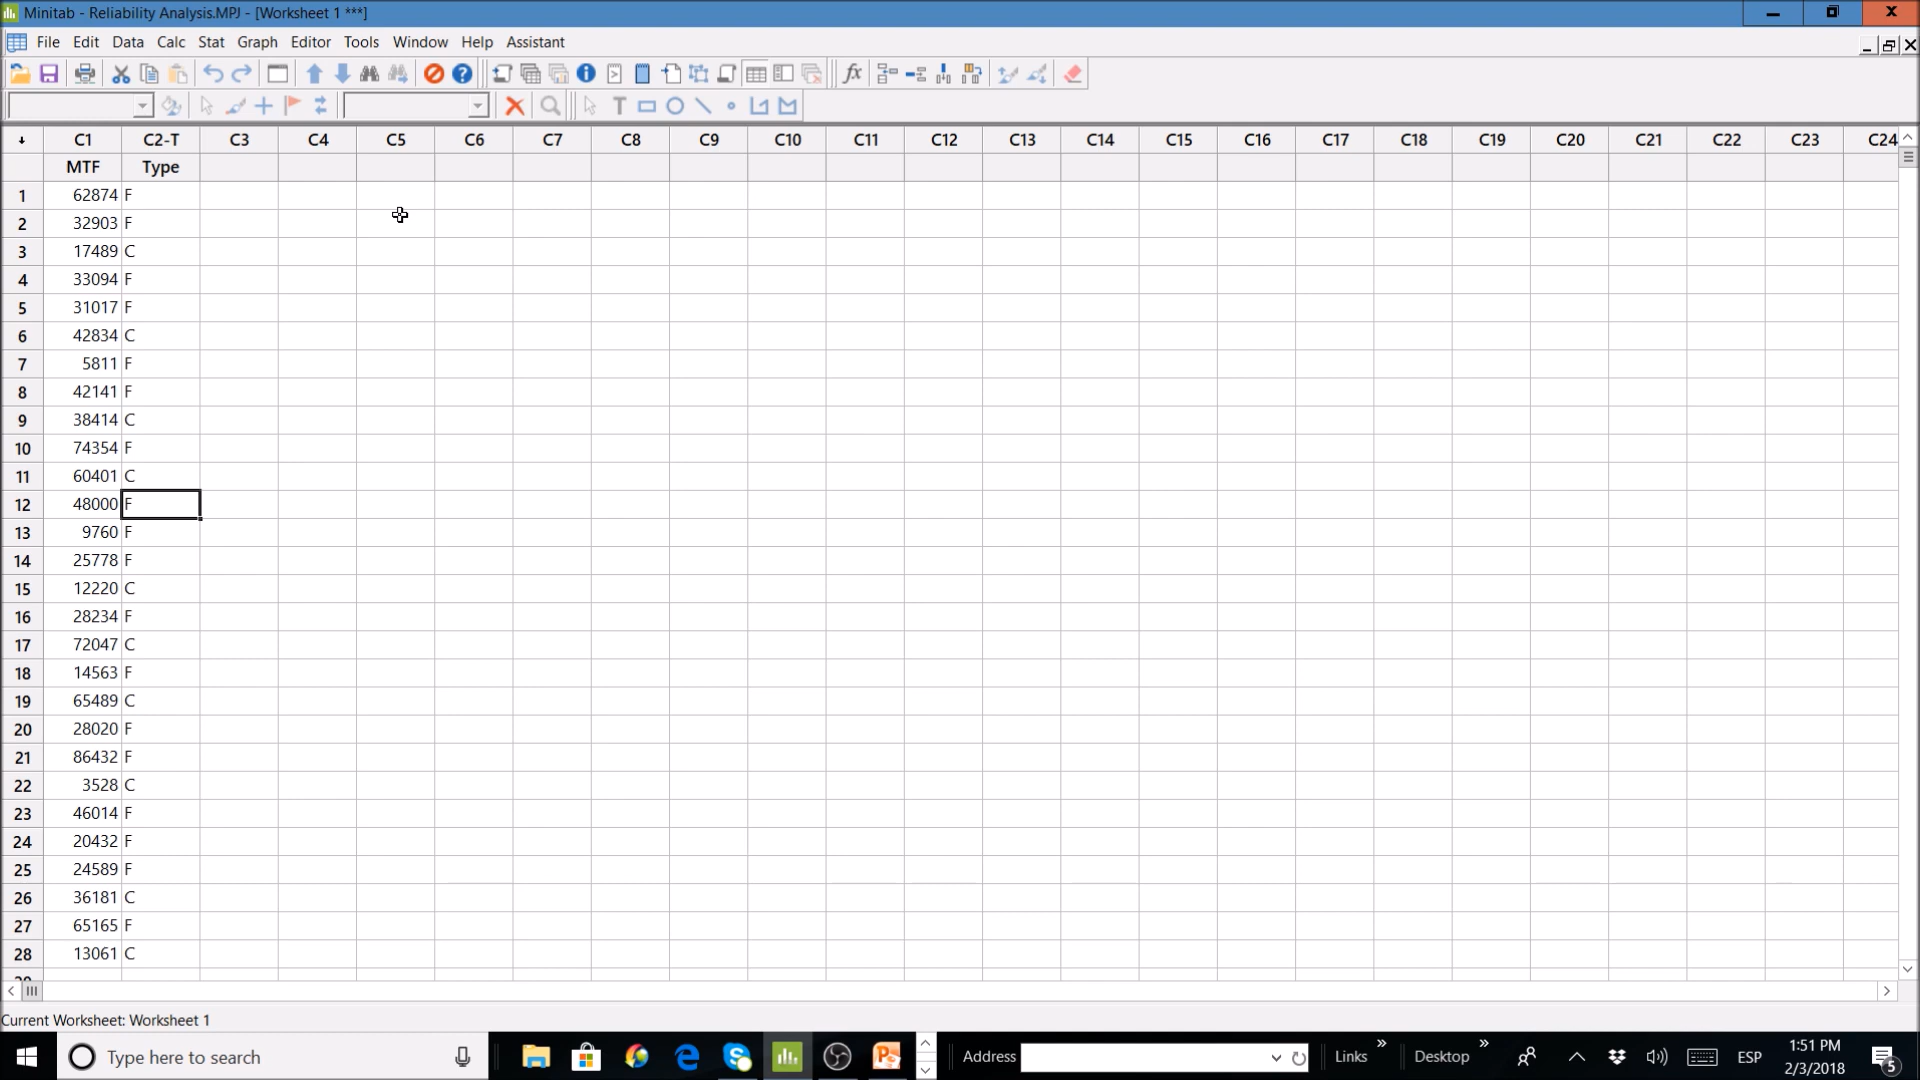 Minitab - Reliability Analysis.MPJ - [Worksheet 1 ***]
File Edit Data Calc Stat Graph Editor Tools Window Help Assistant
C1 C2-T C3 C4 C5 C6 C7 C8 C9 C10 C11 C12 C13 C14 C15 C16 C17 C18 C19 C20 C21 C22 C23 C24
MTF Type
1 62874 F
2 32903 F
3 17489 C
4 33094 F
5 31017 F
6 42834 C
7 5811 F
8 42141 F
9 38414 C
10 74354 F
11 60401 C
12 48000 F
13 9760 F
14 25778 F
15 12220 C
16 28234 F
17 72047 C
18 14563 F
19 65489 C
20 28020 F
21 86432 F
22 3528 C
23 46014 F
24 20432 F
25 24589 F
26 36181 C
27 65165 F
28 13061 C
Current Worksheet: Worksheet 1
Type here to search
Address
Links
Desktop
ESP
1:51 PM
2/3/2018
5